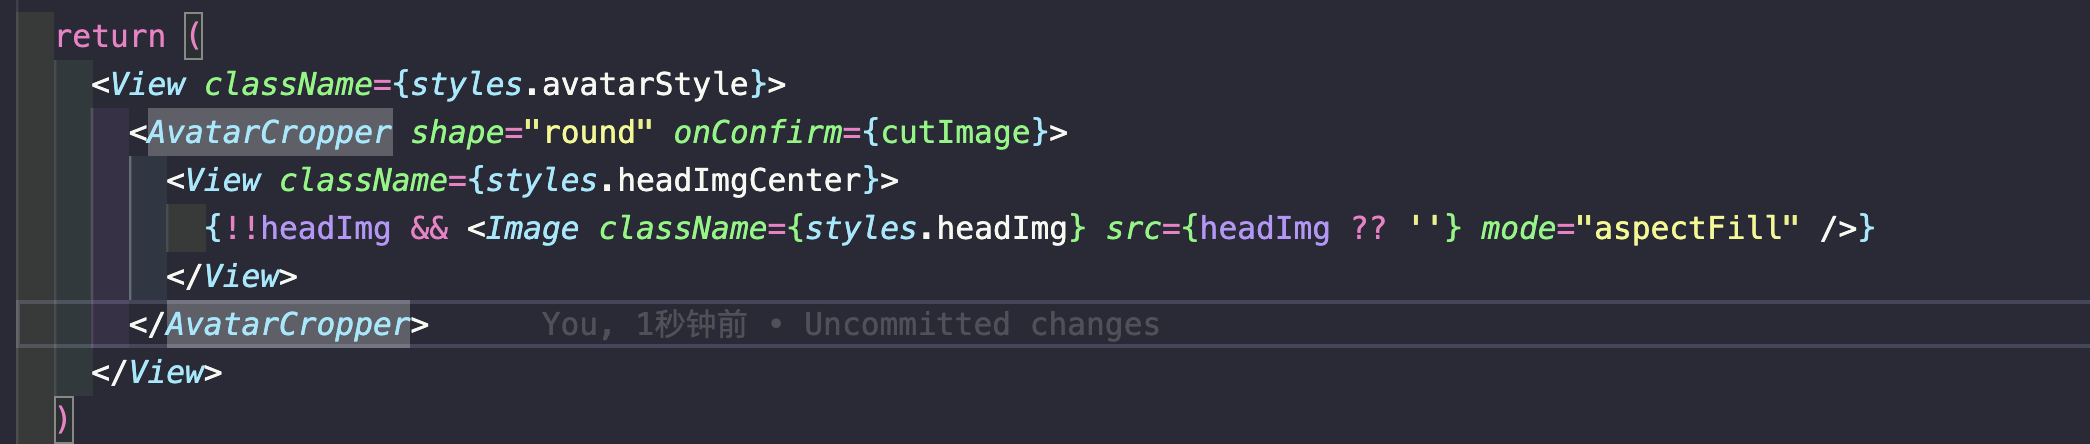 return (
<View className={styles.avatarStyle}>
<AvatarCropper shape="round" onConfirm={cutImage}>
<View className={styles.headImgCenter}>
{!!headImg && <Image className={styles.headImg} src={headImg ?? ''} mode="aspectFill" />}
</View>
</AvatarCropper> You, 1秒钟前 • Uncommitted changes
</View>
)